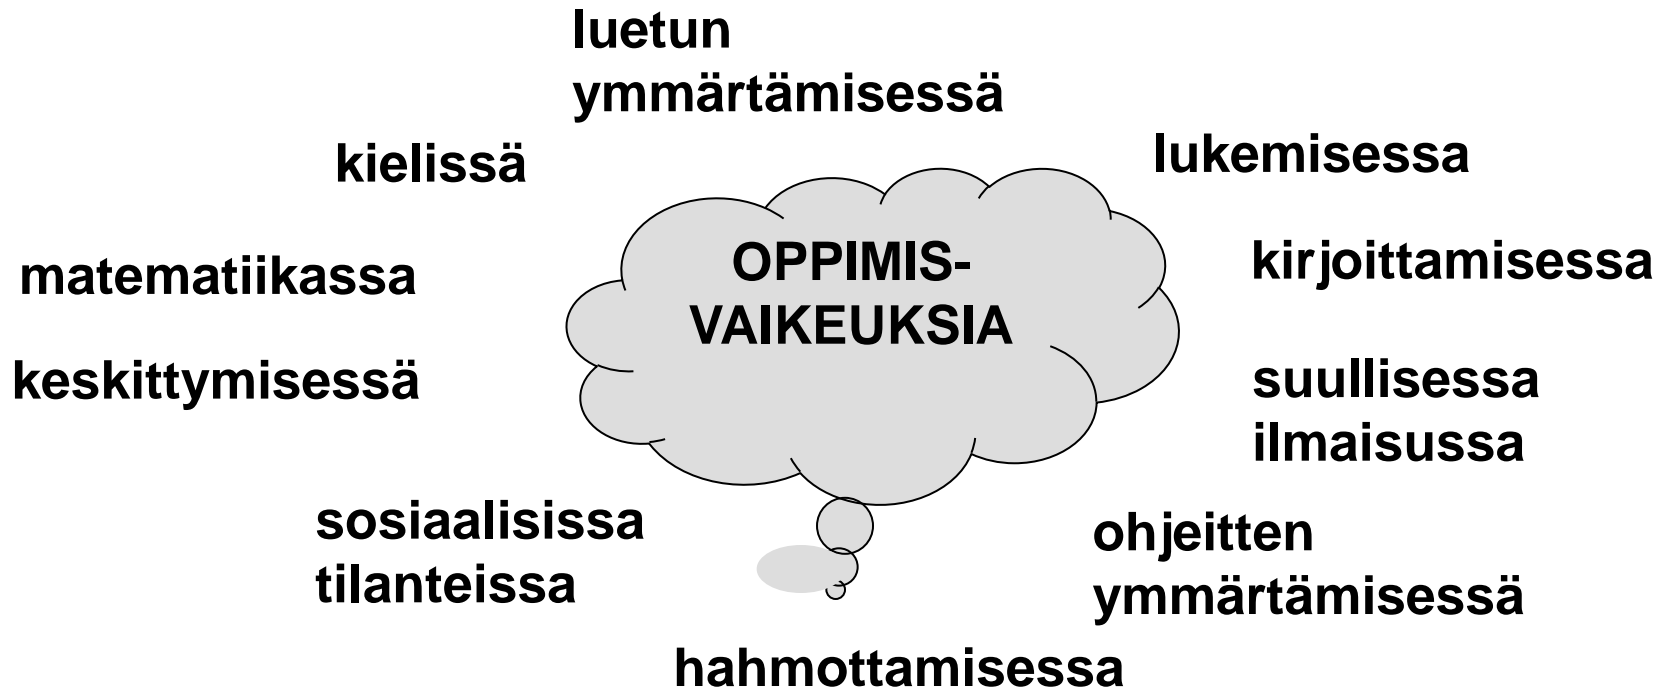 luetun
ymmärtämisessä
kielissä
lukemisessa
OPPIMIS-
VAIKEUKSIA
matematiikassa
kirjoittamisessa
keskittymisessä
suullisessa
ilmaisussa
sosiaalisissa
tilanteissa
ohjeitten
ymmärtämisessä
hahmottamisessa